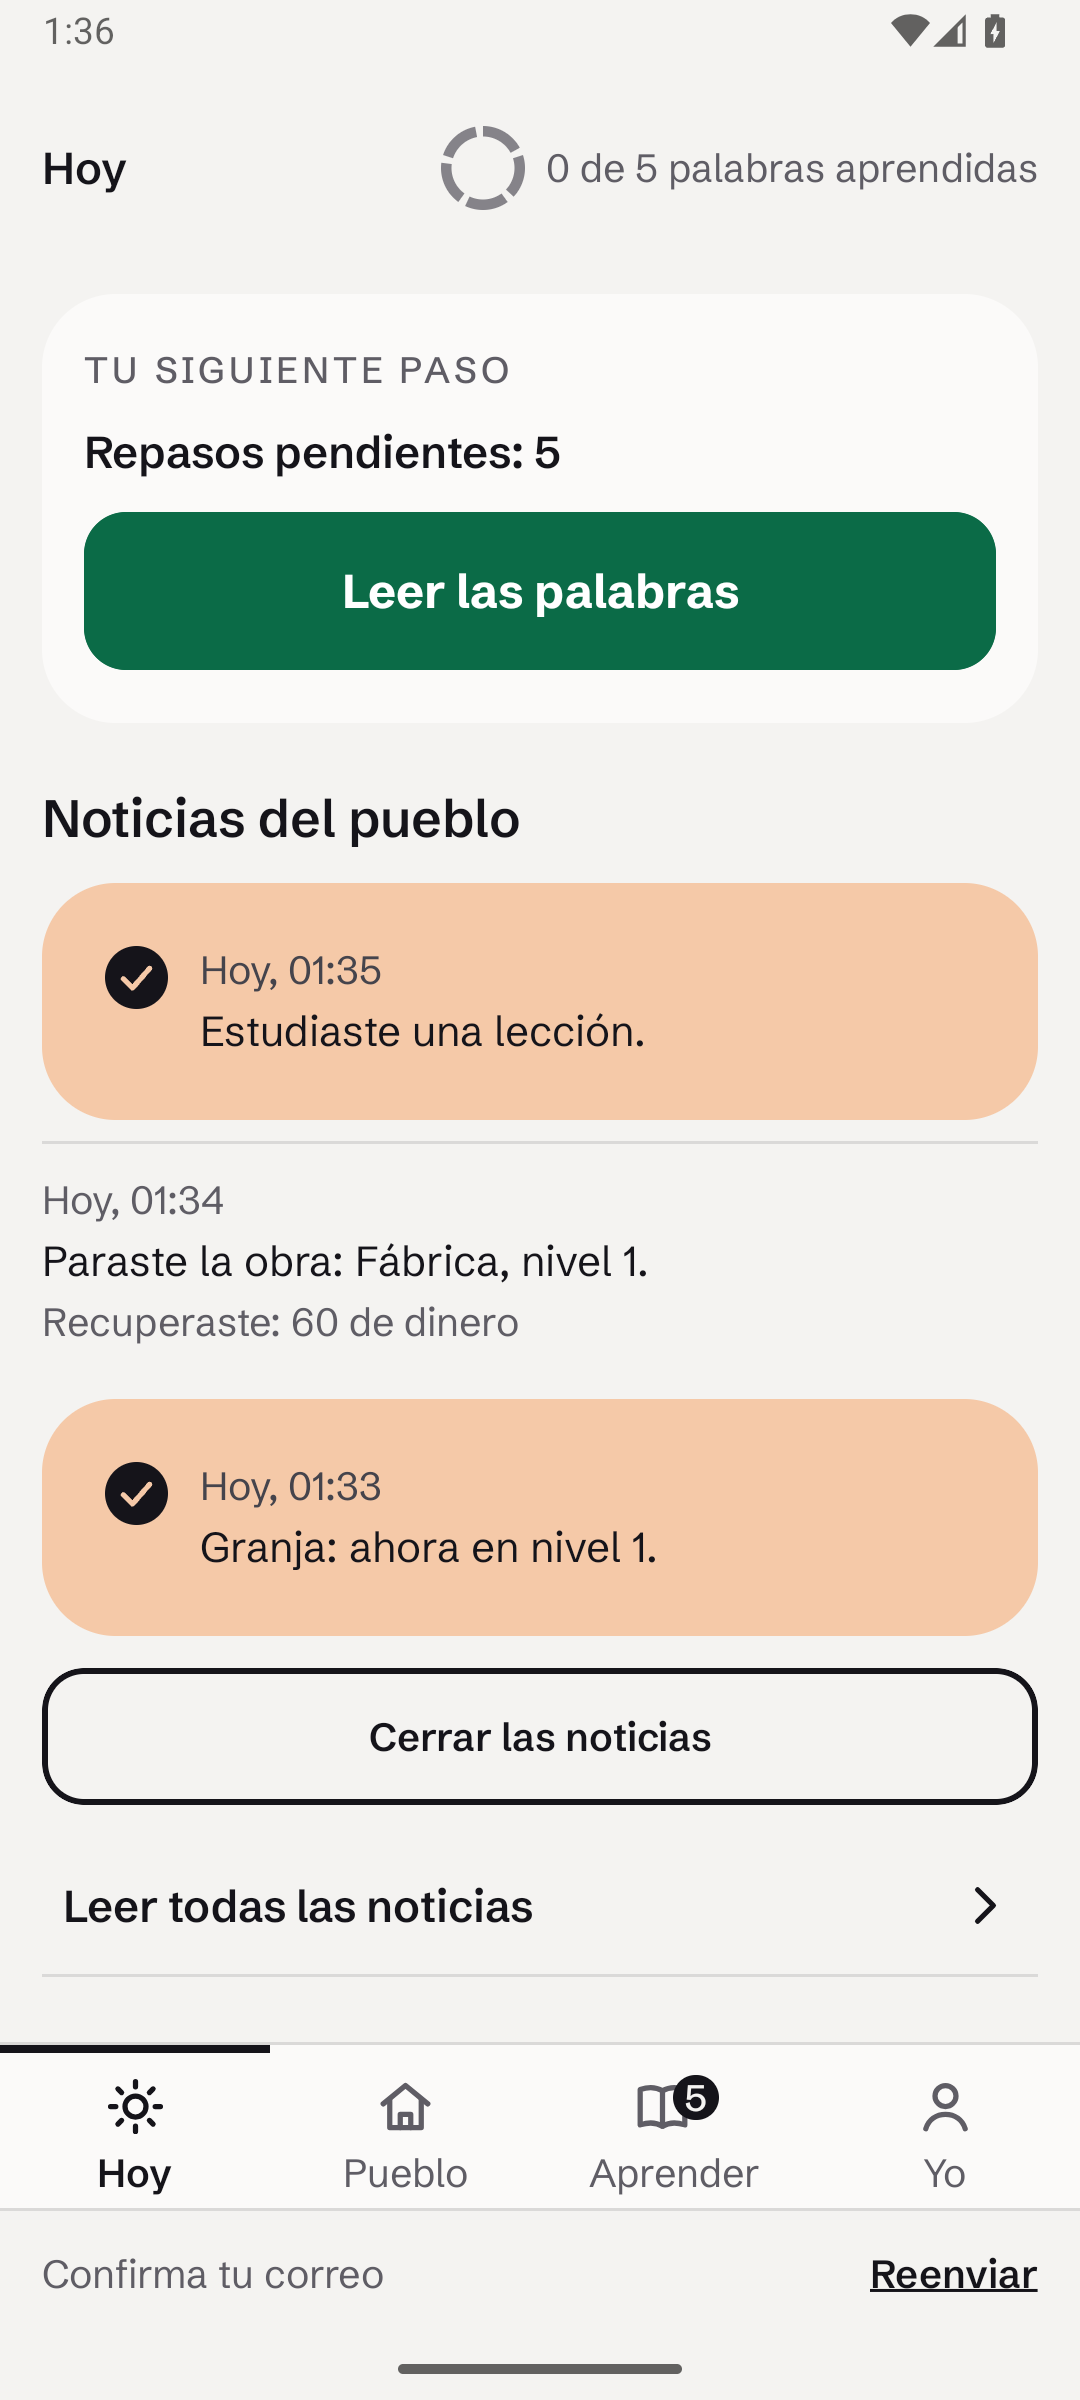 1:36
Hoy
0 de 5 palabras aprendidas
TU SIGUIENTE PASO
Repasos pendientes: 5
Leer las palabras
Noticias del pueblo
Hoy, 01:35
Estudiaste una lección.
Hoy, 01:34
Paraste la obra: Fábrica, nivel 1.
Recuperaste: 60 de dinero
Hoy, 01:33
Granja: ahora en nivel 1.
Cerrar las noticias
Leer todas las noticias
5
Hoy
Pueblo
Aprender
Yo
Confirma tu correo
Reenviar